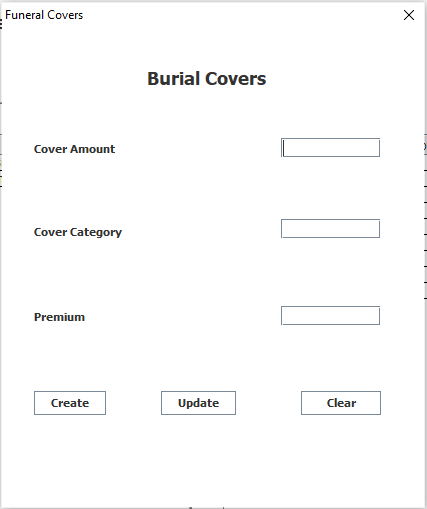 Funeral Covers
Burial Covers
Cover Amount
Cover Category
Premium
Create Update Clear